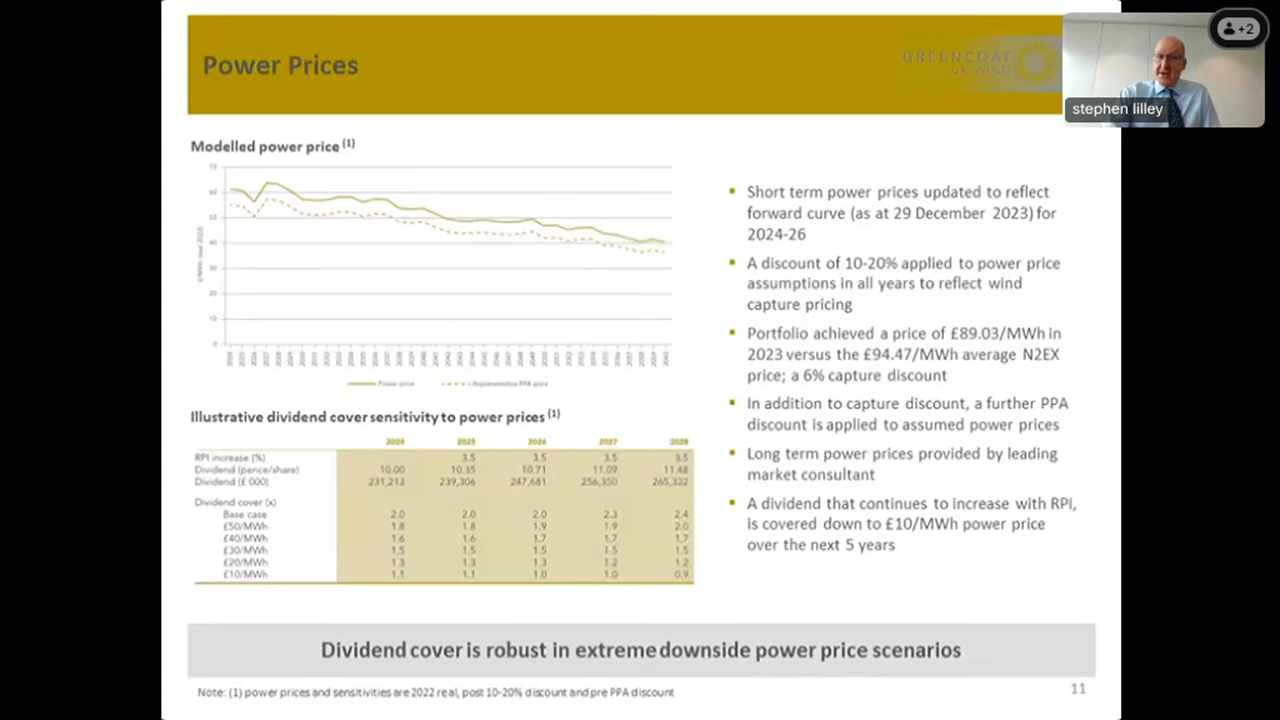 Power Prices
GREENCOAT
UK WIND
+2
stephen lilley
Modelled power price (1)
70
60
50
40
30
20
10
0
£/MWh (real 2022)
Power price
Representative PPA price
Illustrative dividend cover sensitivity to power prices (1)
2024 2025 2026 2027 2028
RPI increase (%) 3.5 3.5 3.5 3.5
Dividend (pence/share) 10.00 10.35 10.71 11.09 11.48
Dividend (£ 000) 231,213 239,306 247,681 256,350 265,322
Dividend cover (x)
Base case 2.0 2.0 2.0 2.3 2.4
£50/MWh 1.8 1.8 1.9 1.9 2.0
£40/MWh 1.6 1.6 1.7 1.7 1.7
£30/MWh 1.5 1.5 1.5 1.5 1.5
£20/MWh 1.3 1.3 1.3 1.2 1.2
£10/MWh 1.1 1.1 1.0 1.0 0.9
▪ Short term power prices updated to reflect
forward curve (as at 29 December 2023) for
2024-26
▪ A discount of 10-20% applied to power price
assumptions in all years to reflect wind
capture pricing
▪ Portfolio achieved a price of £89.03/MWh in
2023 versus the £94.47/MWh average N2EX
price; a 6% capture discount
▪ In addition to capture discount, a further PPA
discount is applied to assumed power prices
▪ Long term power prices provided by leading
market consultant
▪ A dividend that continues to increase with RPI,
is covered down to £10/MWh power price
over the next 5 years
Dividend cover is robust in extreme downside power price scenarios
Note: (1) power prices and sensitivities are 2022 real, post 10-20% discount and pre PPA discount
11